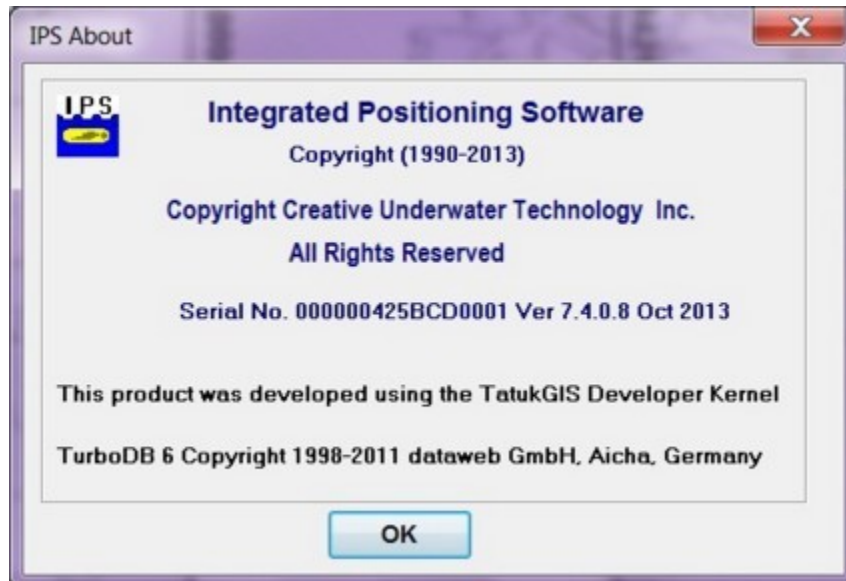 IPS About
X
IPS
Integrated Positioning Software
Copyright (1990-2013)
Copyright Creative Underwater Technology Inc.
All Rights Reserved
Serial No. 000000425BCD0001 Ver 7.4.0.8 Oct 2013
This product was developed using the TatukGIS Developer Kernel
TurboDB 6 Copyright 1998-2011 dataweb GmbH, Aicha, Germany
OK